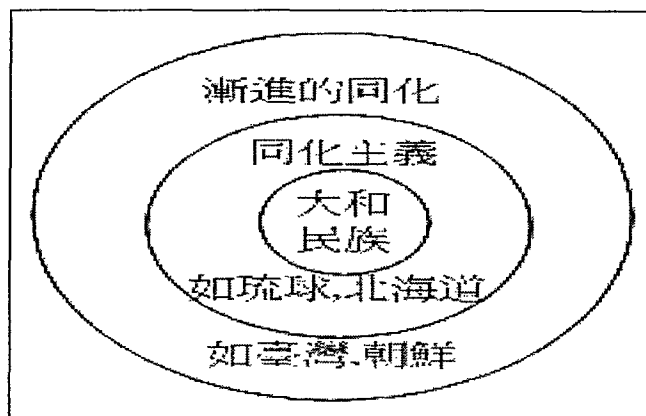 漸進的同化
同化主義
大和
民族
如琉球,北海道
如臺灣、朝鮮